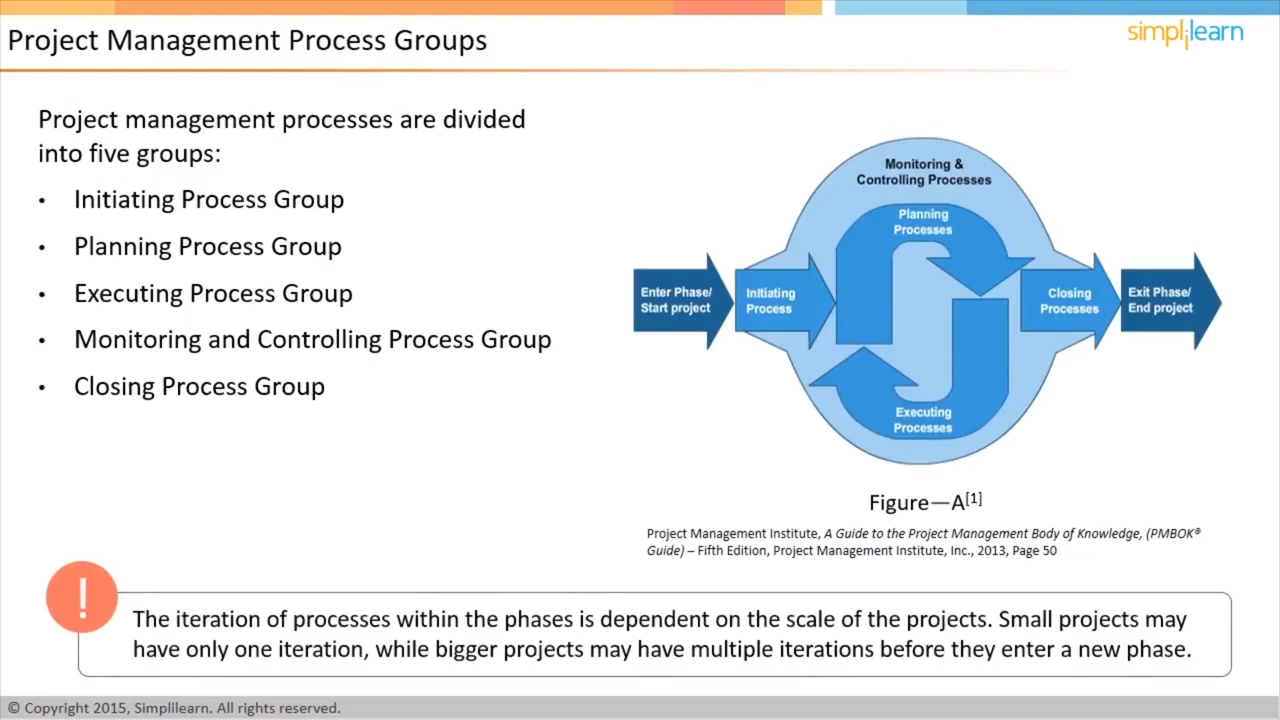 Project Management Process Groups
simplilearn
Project management processes are divided
into five groups:
• Initiating Process Group
• Planning Process Group
• Executing Process Group
• Monitoring and Controlling Process Group
• Closing Process Group
Monitoring &
Controlling Processes
Planning
Processes
Enter Phase/
Start project
Initiating
Process
Closing
Processes
Exit Phase/
End project
Executing
Processes
Figure—A[1]
Project Management Institute, A Guide to the Project Management Body of Knowledge, (PMBOK®
Guide) – Fifth Edition, Project Management Institute, Inc., 2013, Page 50
!
The iteration of processes within the phases is dependent on the scale of the projects. Small projects may
have only one iteration, while bigger projects may have multiple iterations before they enter a new phase.
© Copyright 2015, Simplilearn. All rights reserved.